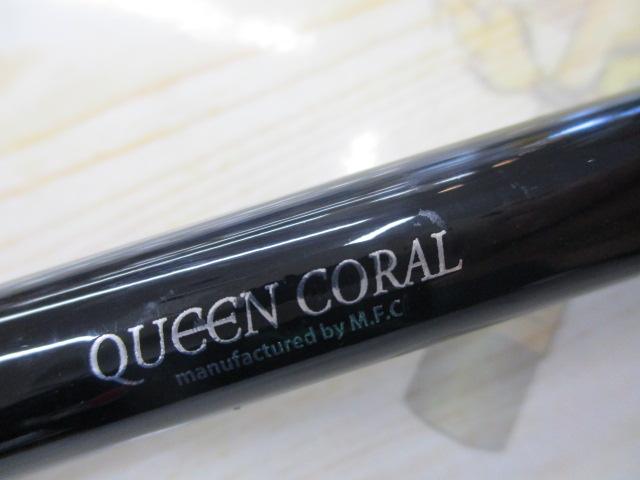 QUEEN CORAL
manufactured by M.F.C